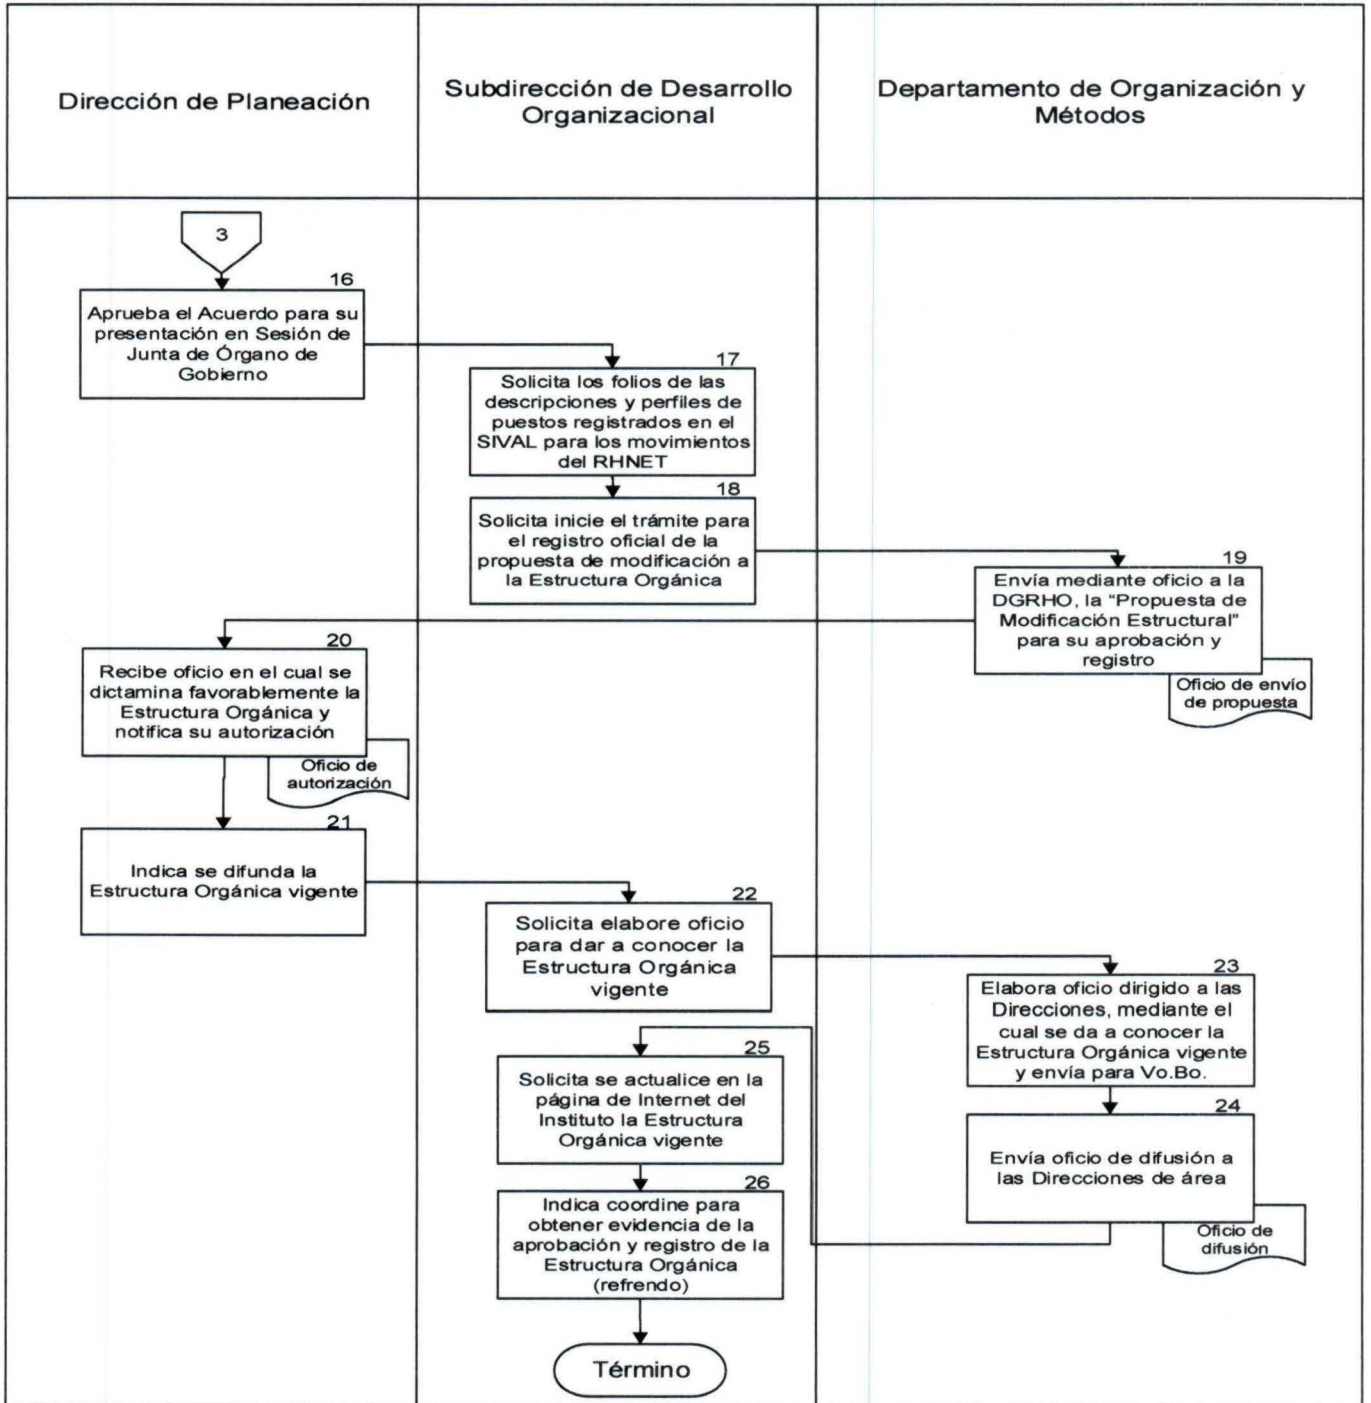 Dirección de Planeación
Subdirección de Desarrollo
Organizacional
Departamento de Organización y
Métodos
3
16
Aprueba el Acuerdo para su
presentación en Sesión de
Junta de Órgano de
Gobierno
17
Solicita los folios de las
descripciones y perfiles de
puestos registrados en el
SIVAL para los movimientos
del RHNET
18
Solicita inicie el trámite para
el registro oficial de la
propuesta de modificación a
la Estructura Orgánica
19
Envía mediante oficio a la
DGRHO, la "Propuesta de
Modificación Estructural"
para su aprobación y
registro
Oficio de envío
de propuesta
20
Recibe oficio en el cual se
dictamina favorablemente la
Estructura Orgánica y
notifica su autorización
Oficio de
autorización
21
Indica se difunda la
Estructura Orgánica vigente
22
Solicita elabore oficio
para dar a conocer la
Estructura Orgánica
vigente
23
Elabora oficio dirigido a las
Direcciones, mediante el
cual se da a conocer la
Estructura Orgánica vigente
y envía para Vo.Bo.
24
Envía oficio de difusión a
las Direcciones de área
Oficio de
difusión
25
Solicita se actualice en la
página de Internet del
Instituto la Estructura
Orgánica vigente
26
Indica coordine para
obtener evidencia de la
aprobación y registro de la
Estructura Orgánica
(refrendo)
Término